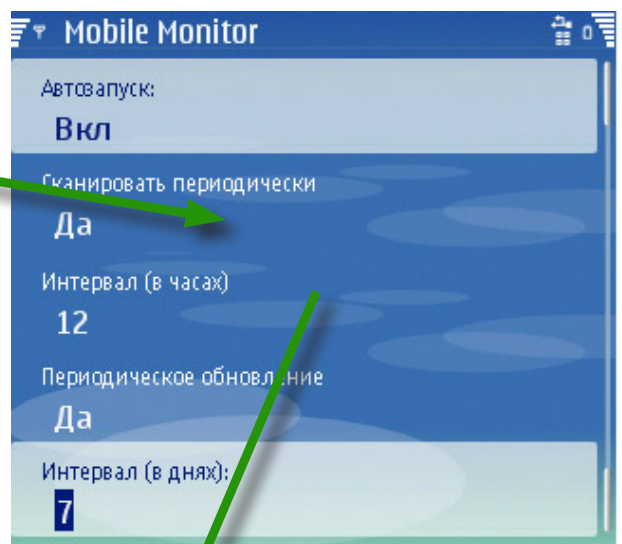 Mobile Monitor
Автозапуск:
Вкл
Сканировать периодически
Да
Интервал (в часах)
12
Периодическое обновление
Да
Интервал (в днях):
7